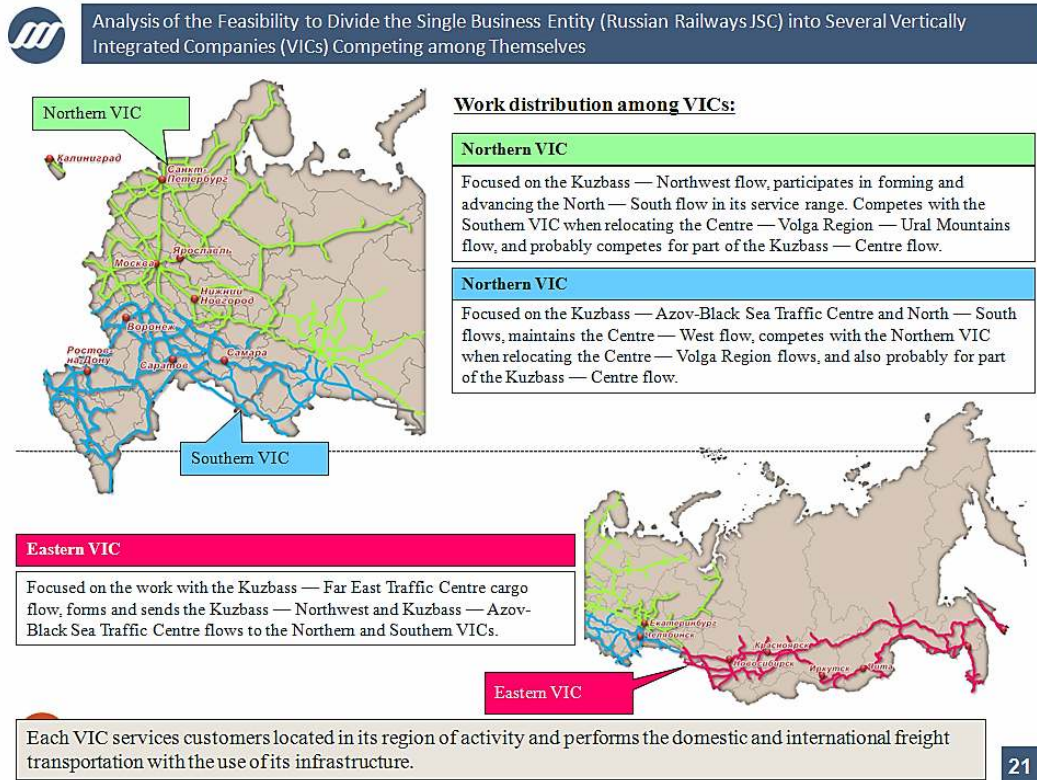 Analysis of the Feasibility to Divide the Single Business Entity (Russian Railways JSC) into Several Vertically
Integrated Companies (VICs) Competing among Themselves
Northern VIC
Калининград
Санкт-
Петербург
Ярославль
Москва
Нижний
Новгород
Воронеж
Ростов-
на-Дону
Саратов
Самара
Southern VIC
Work distribution among VICs:
Northern VIC
Focused on the Kuzbass — Northwest flow, participates in forming and
advancing the North — South flow in its service range. Competes with the
Southern VIC when relocating the Centre — Volga Region — Ural Mountains
flow, and probably competes for part of the Kuzbass — Centre flow.
Northern VIC
Focused on the Kuzbass — Azov-Black Sea Traffic Centre and North — South
flows, maintains the Centre — West flow, competes with the Northern VIC
when relocating the Centre — Volga Region flows, and also probably for part
of the Kuzbass — Centre flow.
Eastern VIC
Focused on the work with the Kuzbass — Far East Traffic Centre cargo
flow, forms and sends the Kuzbass — Northwest and Kuzbass — Azov-
Black Sea Traffic Centre flows to the Northern and Southern VICs.
Екатеринбург
Челябинск
Красноярск
Новосибирск
Иркутск
Чита
Eastern VIC
Each VIC services customers located in its region of activity and performs the domestic and international freight
transportation with the use of its infrastructure.
21